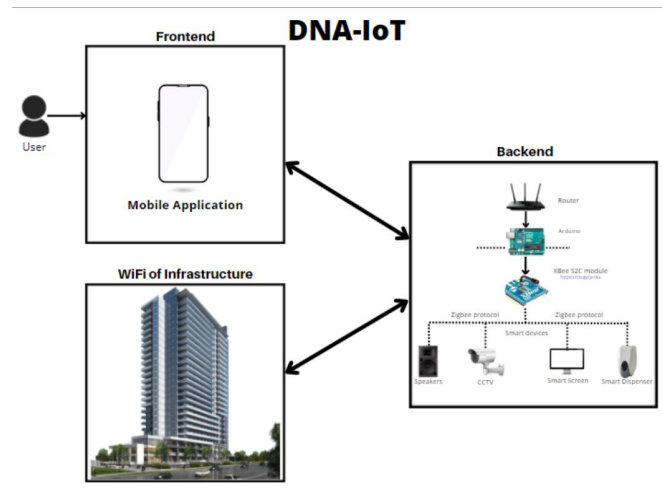 DNA-IoT
Frontend
User
Mobile Application
WiFi of Infrastructure
Backend
Router
Arduino
XBee S2C module
Zigbee protocol
Zigbee protocol
Smart devices
Speakers
CCTV
Smart Screen
Smart Dispenser